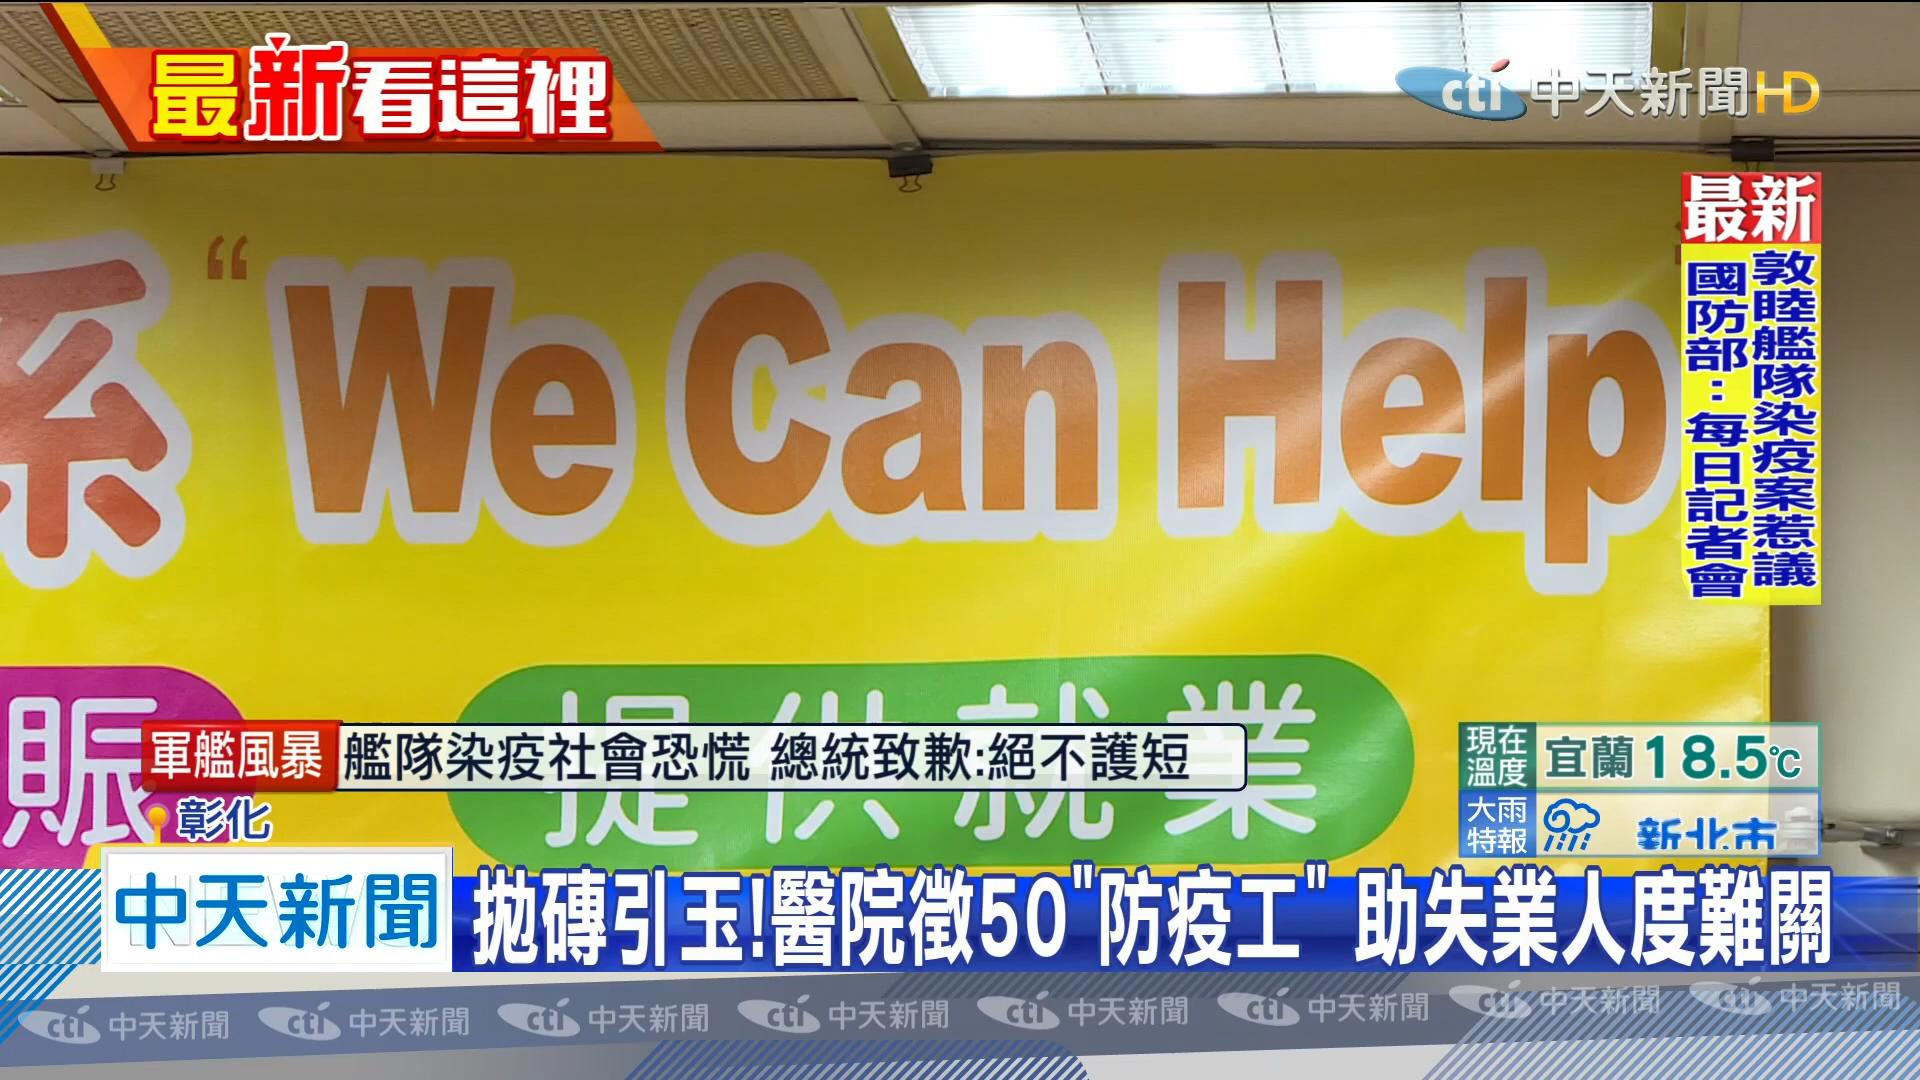 最新看這裡
cti 中天新聞HD
最新
敦睦艦隊染疫案惹議
國防部：每日記者會
系 “We Can Help
賑
提供就業
軍艦風暴 艦隊染疫社會恐慌 總統致歉:絕不護短
現在溫度 宜蘭 18.5℃
大雨特報 新北市
彰化
中天新聞
拋磚引玉!醫院徵50"防疫工" 助失業人度難關
cti 中天新聞 cti 中天新聞 cti 中天新聞 cti 中天新聞 cti 中天新聞 cti 中天新聞 cti 中天新聞 cti 中天新聞